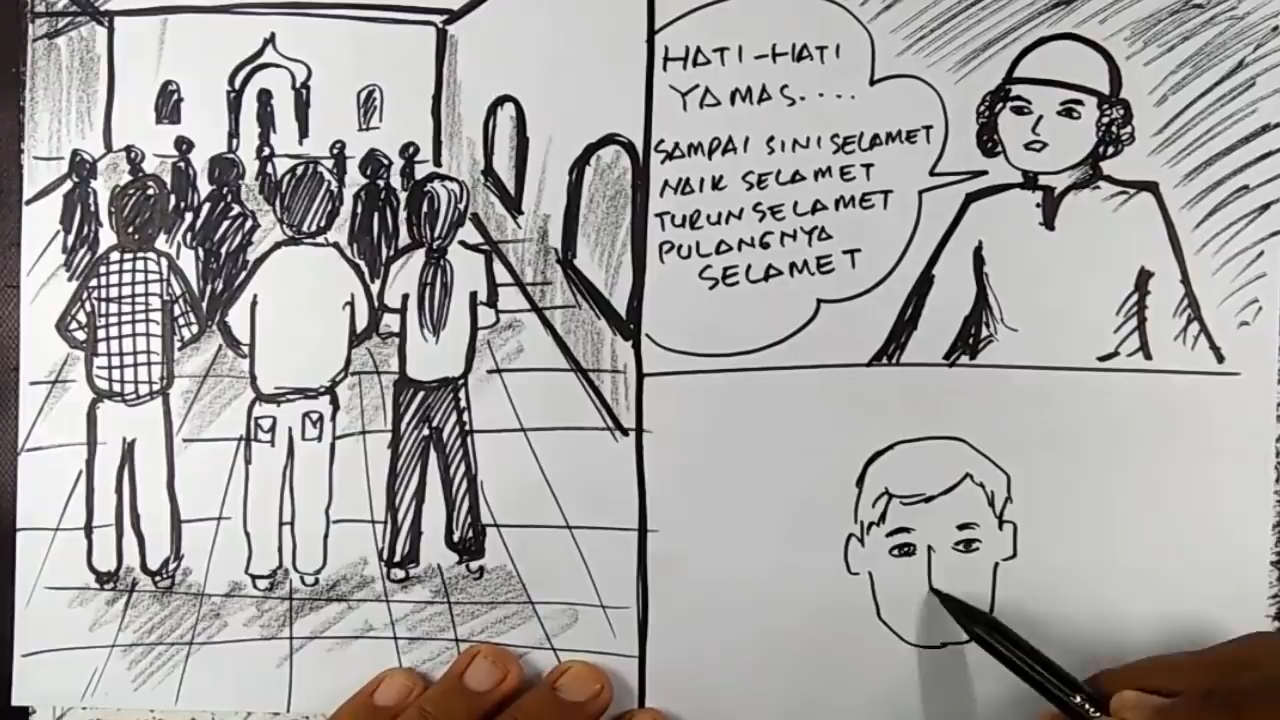 HATI-HATI
YA MAS....
SAMPAI SINI SELAMET
NAIK SELAMET
TURUN SELAMET
PULANGNYA
SELAMET